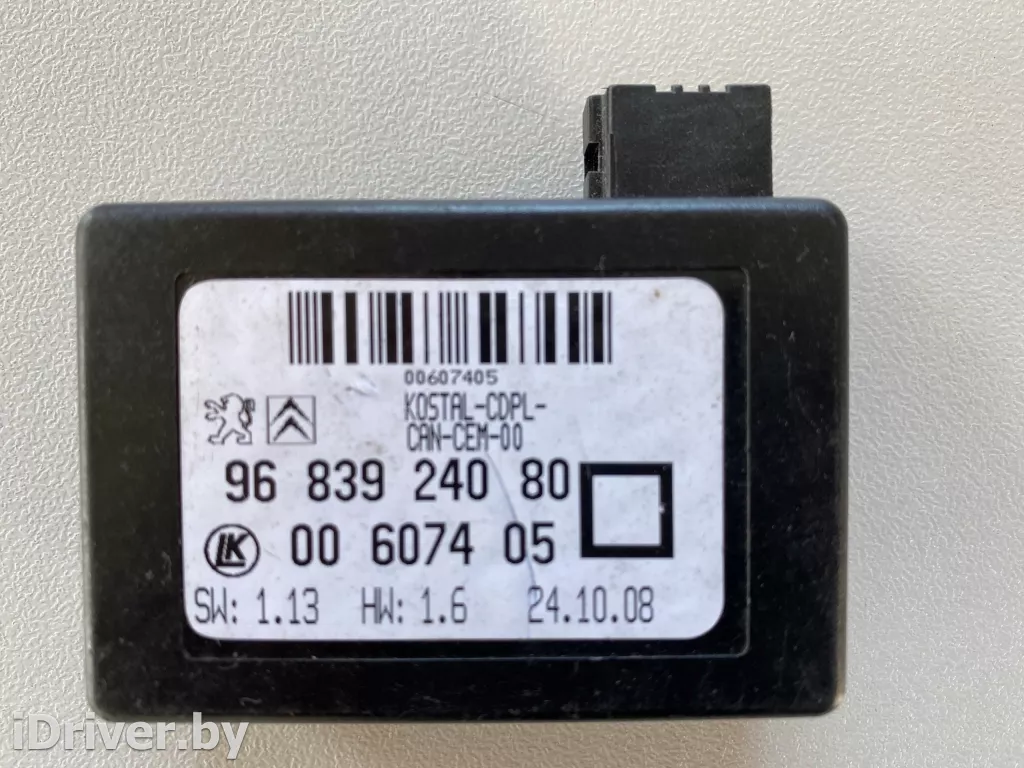 00607405
KOSTAL-CDPL-
CAN-CEM-00
96 839 240 80
LK 00 6074 05
SW: 1.13 HW: 1.6 24.10.08
iDriver.by